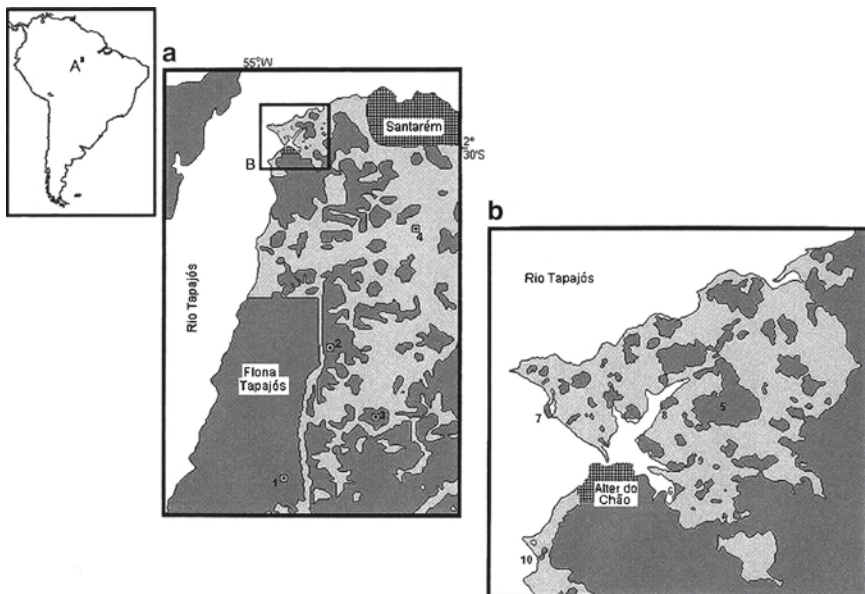 A
a
55°W
Santarém
2°
30'S
B
4
Rio Tapajós
2
Flona
Tapajós
3
1
b
Rio Tapajós
5
7
8
9
Alter do
Chão
6
10